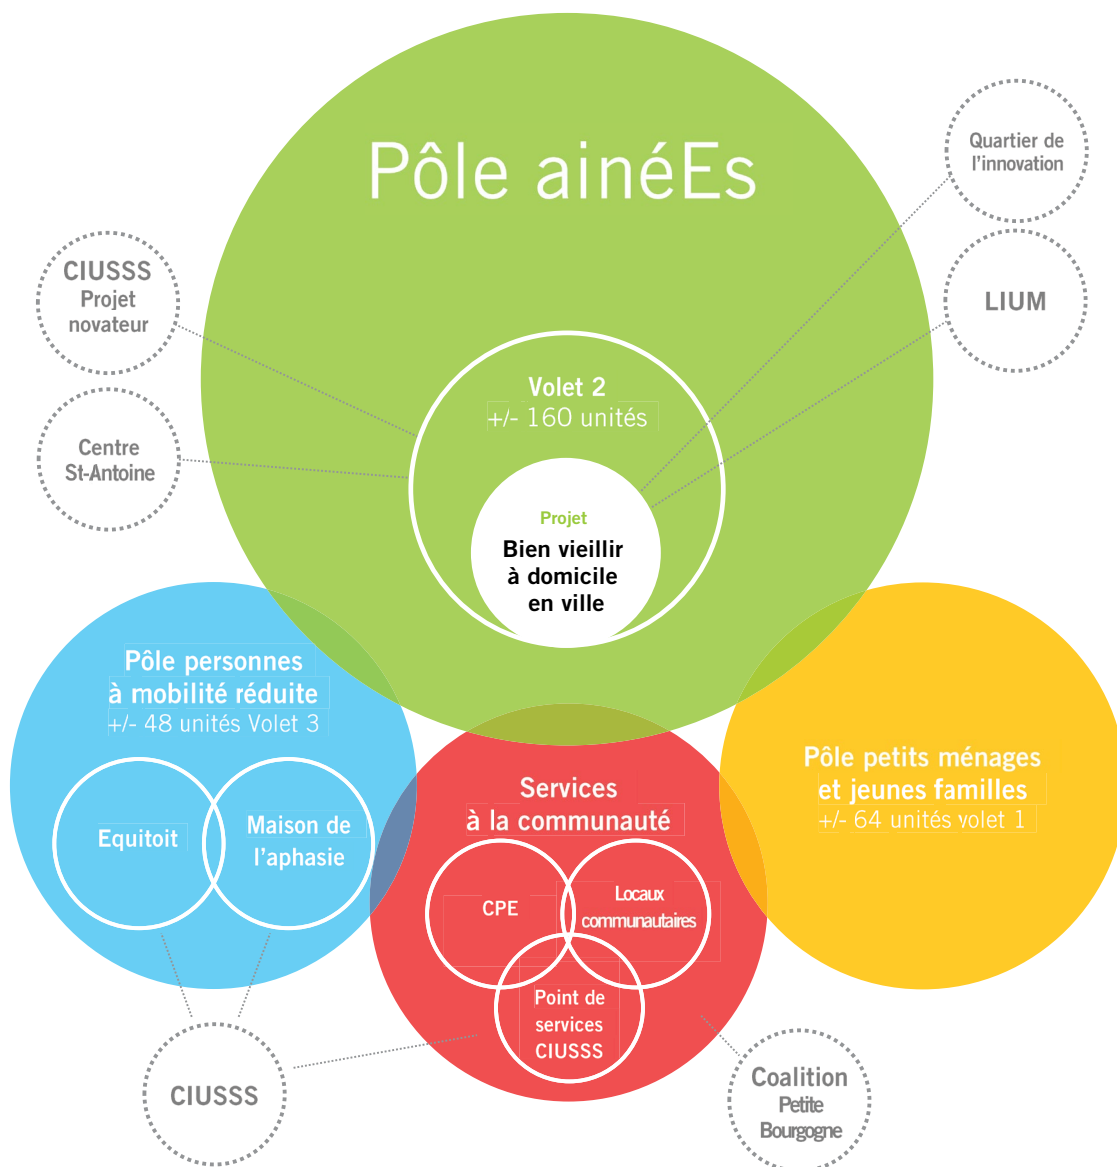 Pôle ainéEs
Quartier de
l'innovation
CIUSSS
Projet
novateur
LIUM
Volet 2
+/- 160 unités
Centre
St-Antoine
Projet
Bien vieillir
à domicile
en ville
Pôle personnes
à mobilité réduite
+/- 48 unités Volet 3
Equitoit
Maison de
l'aphasie
Services
à la communauté
CPE
Locaux
communautaires
Point de
services
CIUSSS
Pôle petits ménages
et jeunes familles
+/- 64 unités volet 1
CIUSSS
Coalition
Petite
Bourgogne